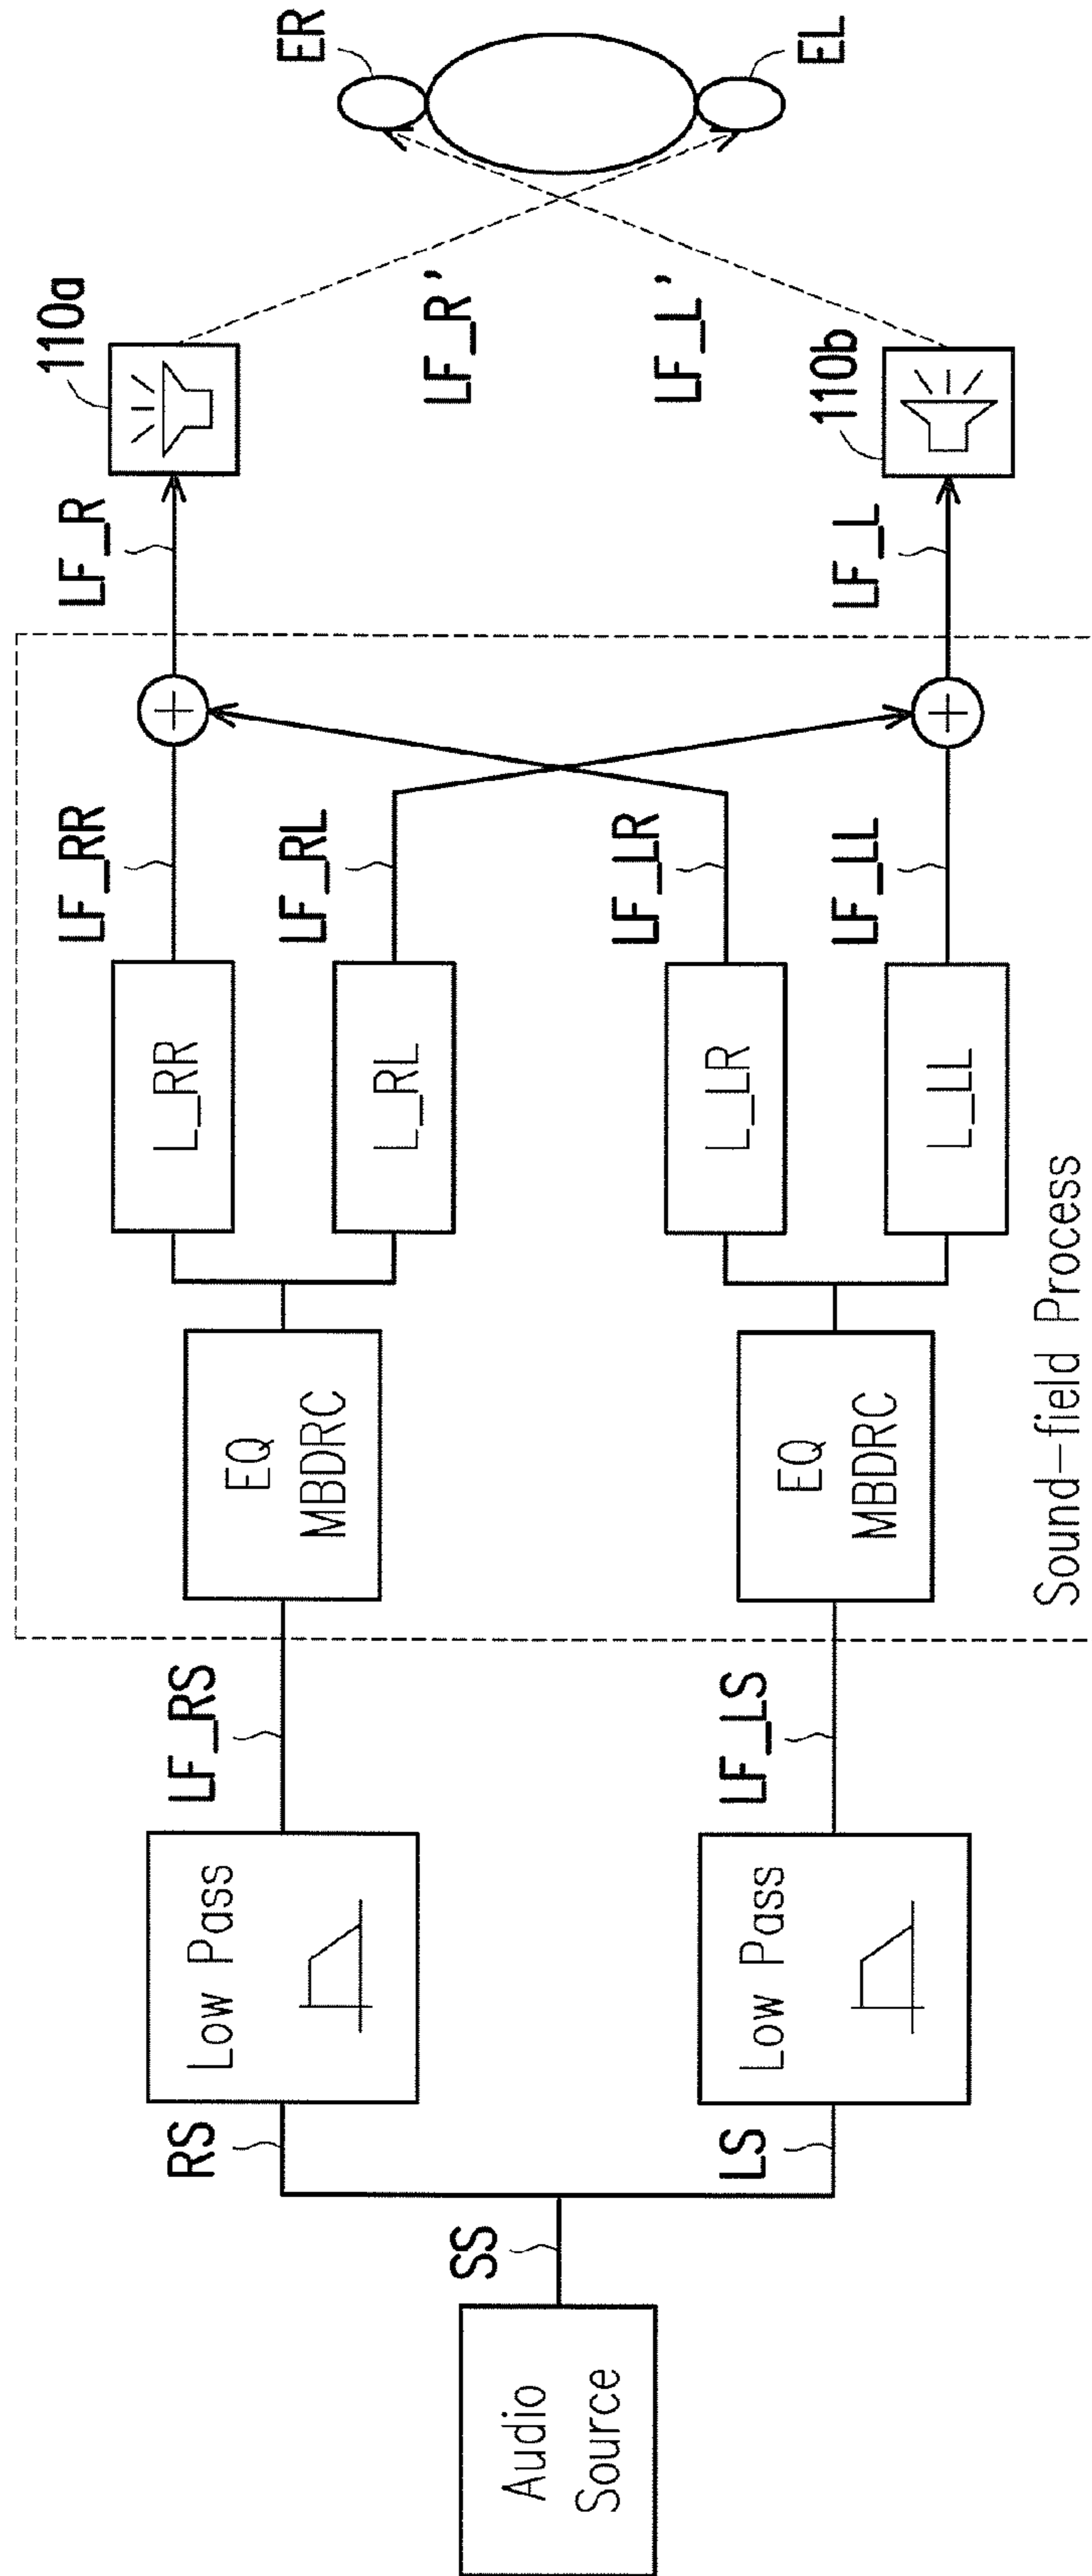 Audio
Source
SS
RS
LS
Low Pass
Low Pass
LF_RS
LF_LS
EQ
MBDRC
EQ
MBDRC
L_RR
L_RL
L_LR
L_LL
LF_RR
LF_RL
LF_LR
LF_LL
+
+
Sound-field Process
LF_R
LF_L
110a
110b
LF_R'
LF_L'
ER
EL